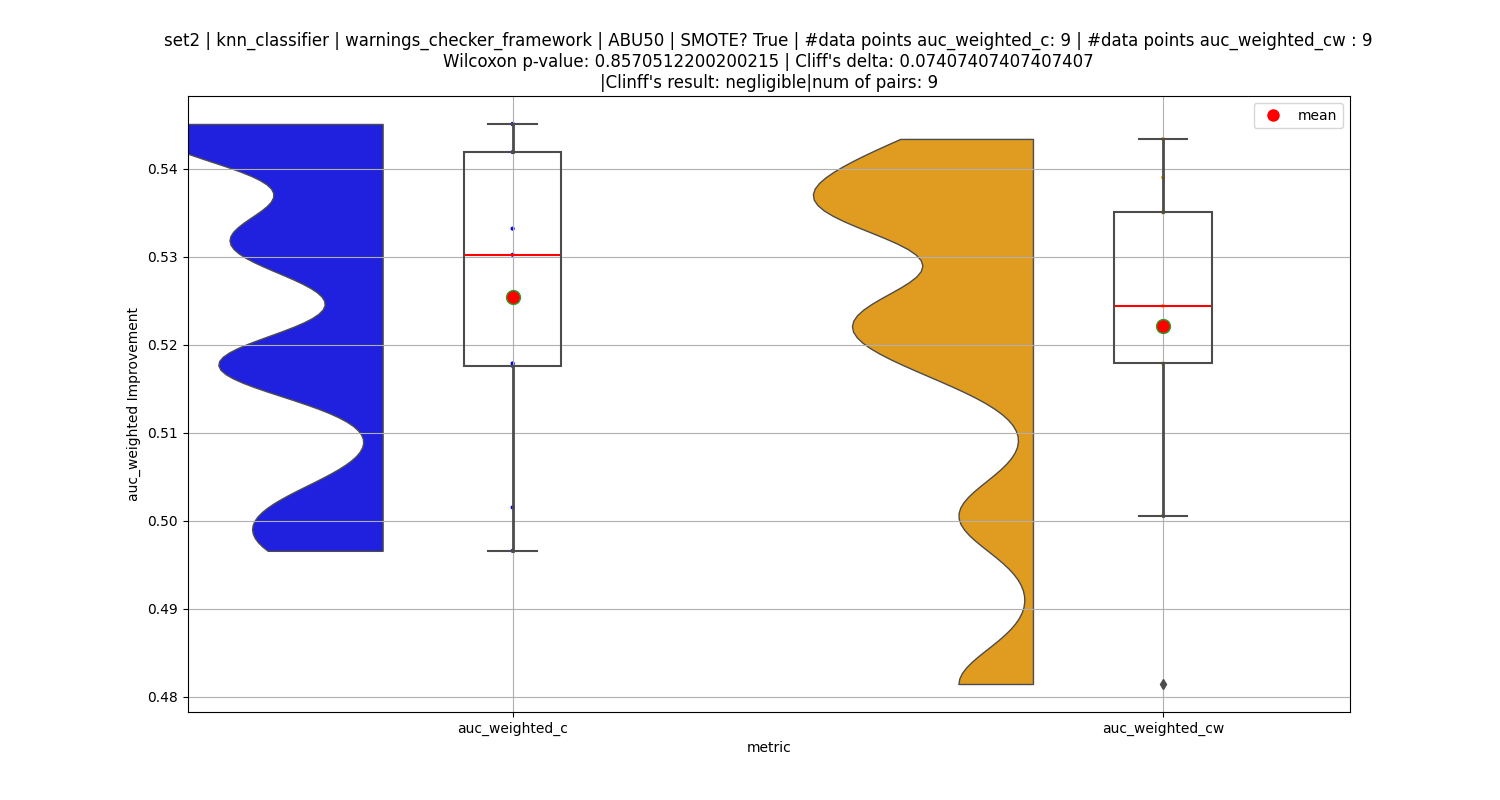 set2 | knn_classifier | warnings_checker_framework | ABU50 | SMOTE? True | #data points auc_weighted_c: 9 | #data points auc_weighted_cw : 9
Wilcoxon p-value: 0.8570512200200215 | Cliff's delta: 0.07407407407407407
|Clinff's result: negligible|num of pairs: 9
mean
0.54
0.53
0.52
0.51
0.50
0.49
0.48
auc_weighted Improvement
auc_weighted_c
auc_weighted_cw
metric